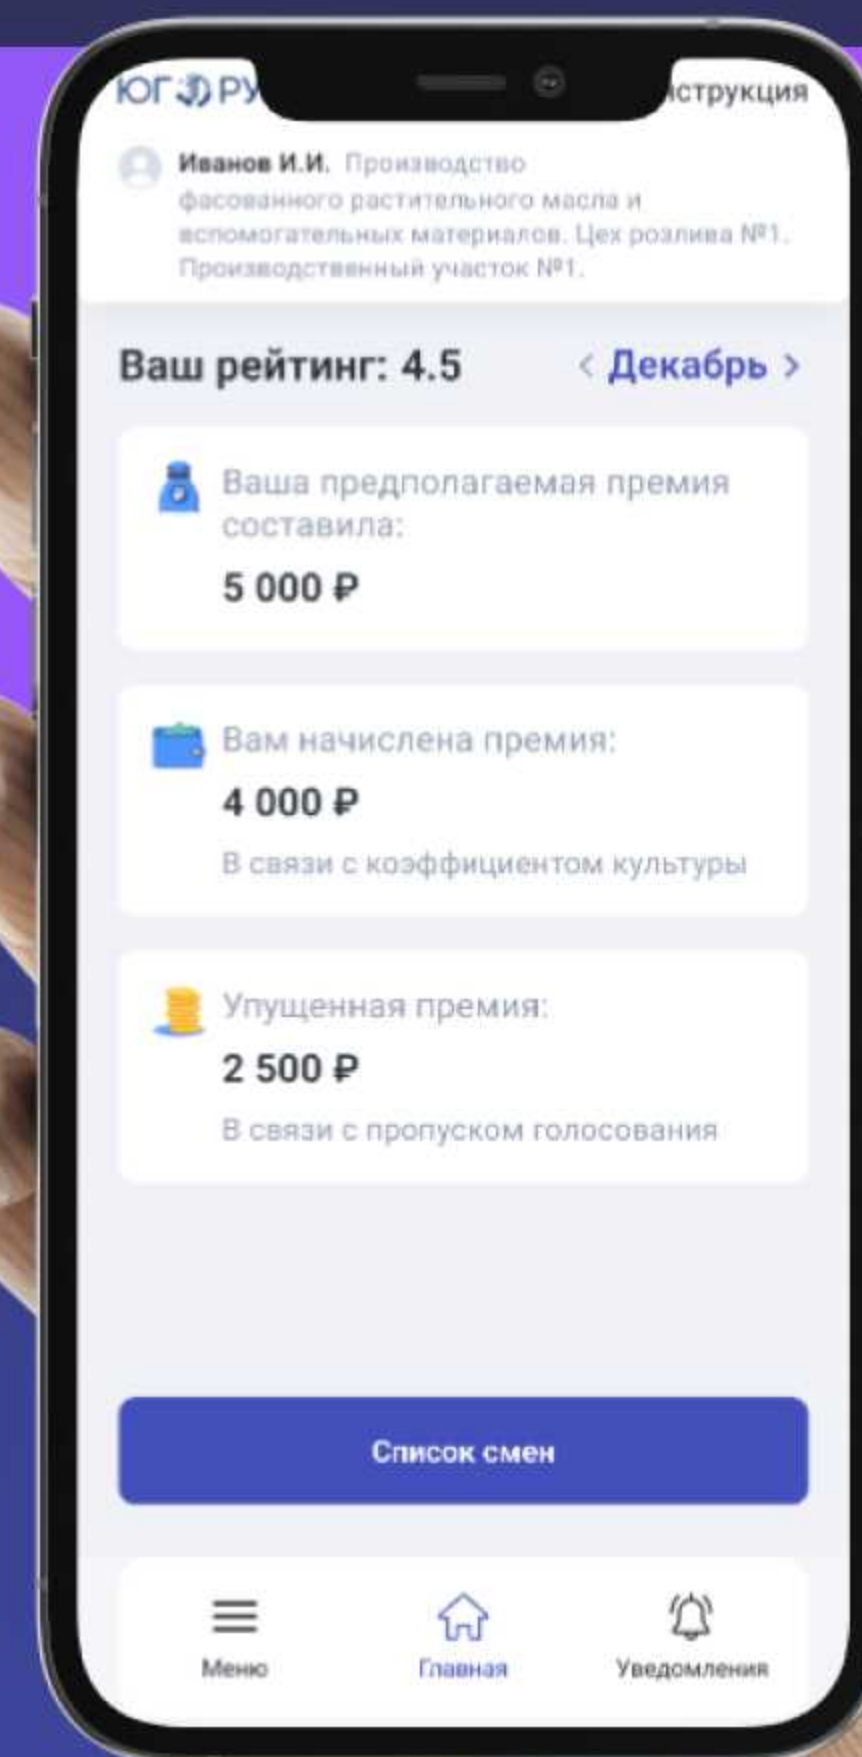 ЮГ РУ
струкция
Иванов И.И. Производство
фасованного растительного масла и
вспомогательных материалов. Цех розлива №1.
Производственный участок №1.
Ваш рейтинг: 4.5
< Декабрь >
Ваша предполагаемая премия
составила:
5 000 ₽
Вам начислена премия:
4 000 ₽
В связи с коэффициентом культуры
Упущенная премия:
2 500 ₽
В связи с пропуском голосования
Список смен
Меню
Главная
Уведомления